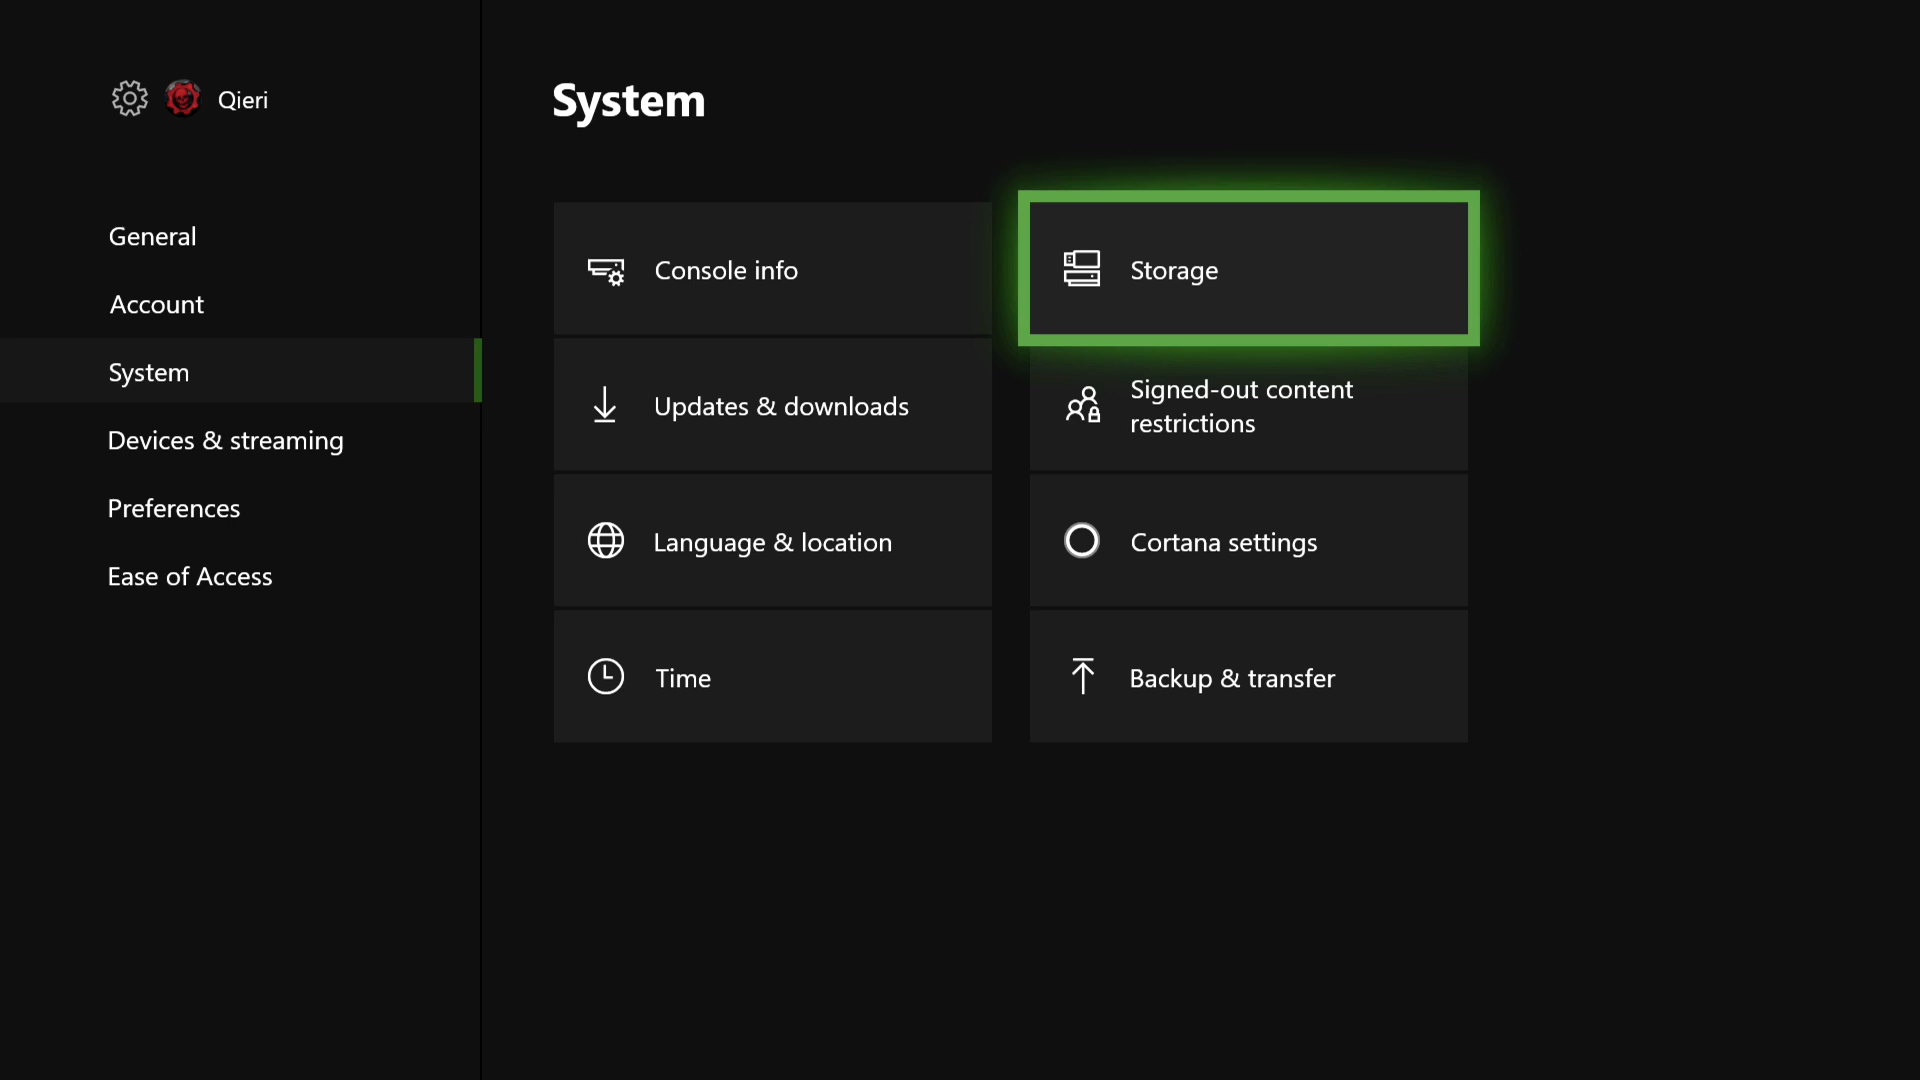 Qieri
General
Account
System
Devices & streaming
Preferences
Ease of Access
System
Console info
Storage
Updates & downloads
Signed-out content
restrictions
Language & location
Cortana settings
Time
Backup & transfer